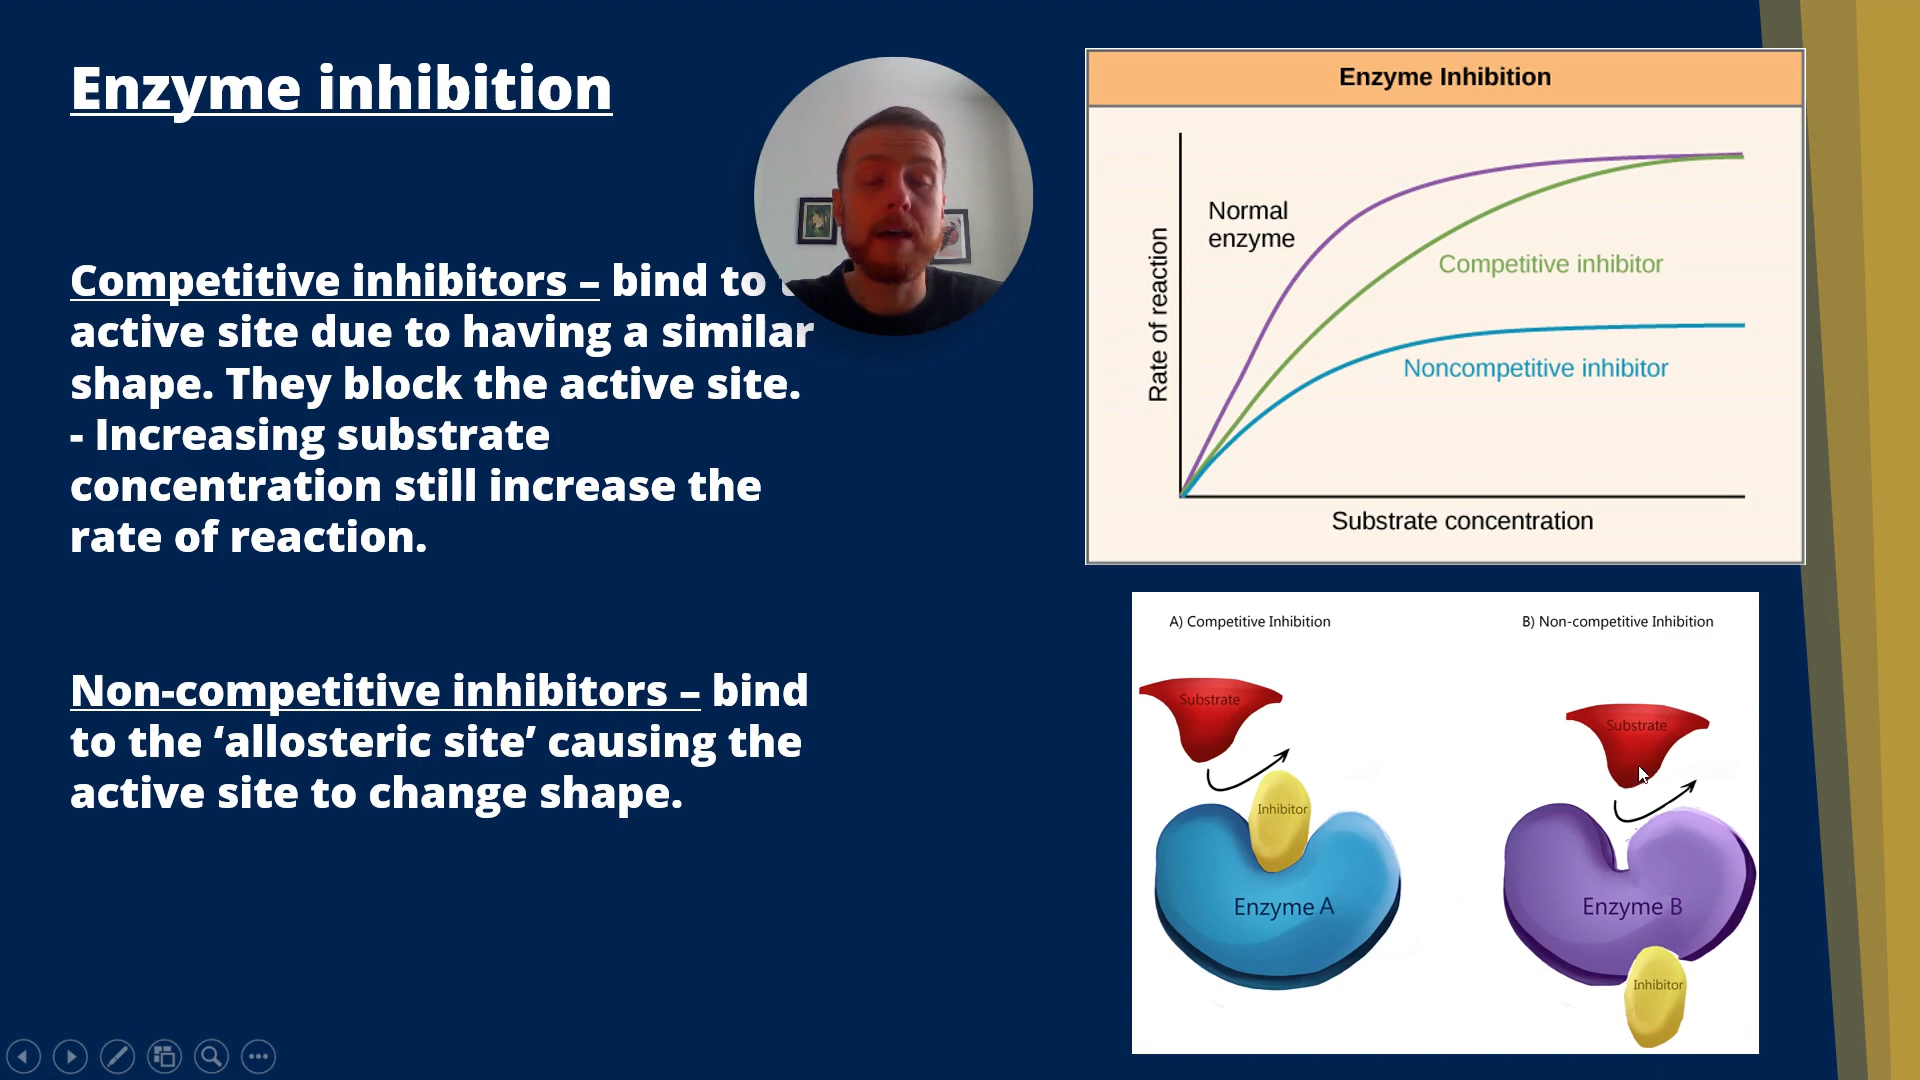 Enzyme inhibition
Competitive inhibitors – bind to
active site due to having a similar
shape. They block the active site.
- Increasing substrate
concentration still increase the
rate of reaction.
Non-competitive inhibitors – bind
to the ‘allosteric site’ causing the
active site to change shape.
Enzyme Inhibition
Normal
enzyme
Competitive inhibitor
Noncompetitive inhibitor
Rate of reaction
Substrate concentration
A) Competitive Inhibition
B) Non-competitive Inhibition
Substrate
Substrate
Inhibitor
Enzyme A
Enzyme B
Inhibitor